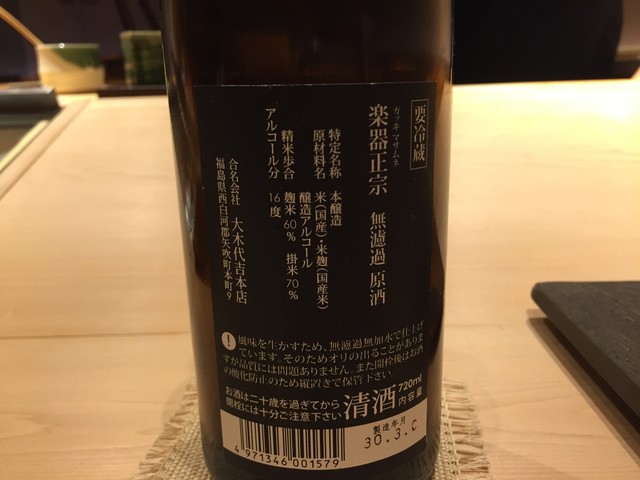 要冷蔵
ガッキ マサムネ
楽器正宗 無濾過 原酒
特定名称 本醸造
原材料名 米(国産)・米麹(国産米)
醸造アルコール
精米歩合 麹米60% 掛米70%
アルコール分 16度
合名会社 大木代吉本店
福島県西白河郡矢吹町本町9
! 風味を生かすため、無濾過無加水で仕上げ
ています。そのためオリの出ることがありま
すが品質には問題ありません。また開栓後はお酒
の酸化防止のため縦置きで保管下さい。
お酒は二十歳を過ぎてから
開栓には十分ご注意下さい
清酒
720ml
内容量
製造年月
30.3.C
4 971346 001579